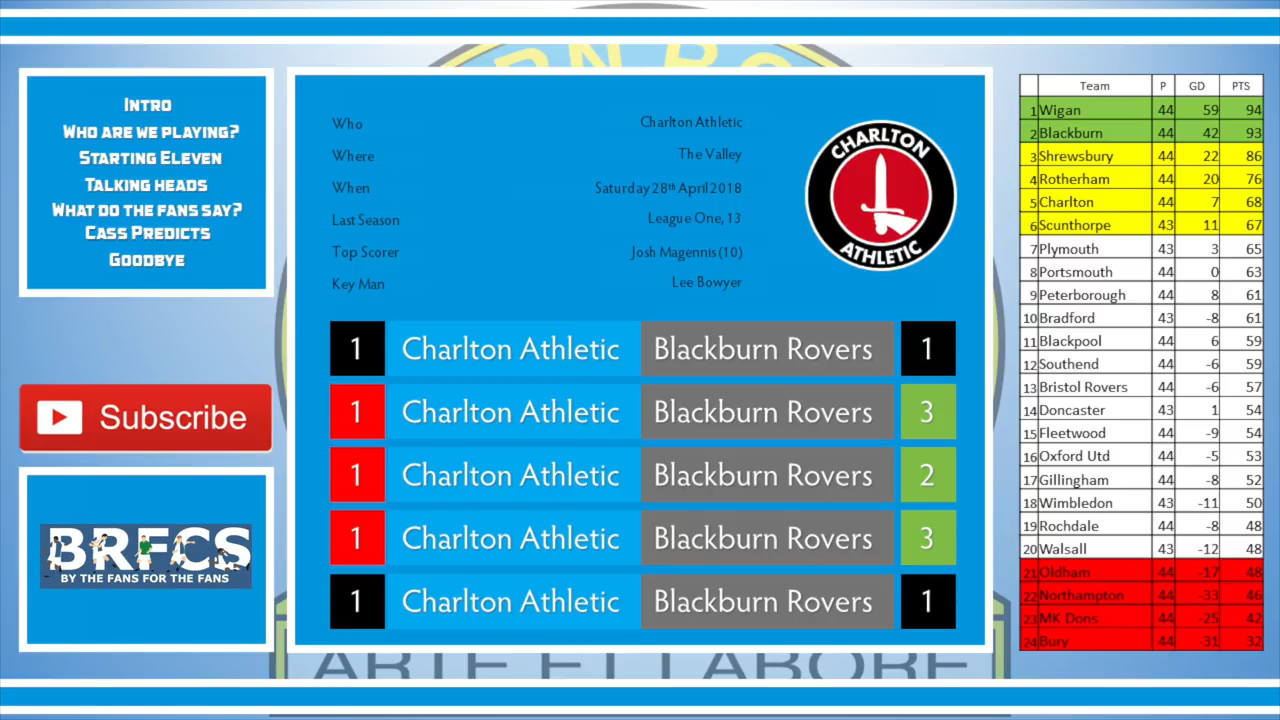 RN RO
INTRO
WHO ARE WE PLAYING?
STARTING ELEVEN
TALKING HEADS
WHAT DO THE FANS SAY?
CASS PREDICTS
GOODBYE
Subscribe
BRFCS
BY THE FANS FOR THE FANS
Who Charlton Athletic
Where The Valley
When Saturday 28th April 2018
Last Season League One, 13
Top Scorer Josh Magennis (10)
Key Man Lee Bowyer
CHARLTON
ATHLETIC
1 Charlton Athletic Blackburn Rovers 1
1 Charlton Athletic Blackburn Rovers 3
1 Charlton Athletic Blackburn Rovers 2
1 Charlton Athletic Blackburn Rovers 3
1 Charlton Athletic Blackburn Rovers 1
Team P GD PTS
1 Wigan 44 59 94
2 Blackburn 44 42 93
3 Shrewsbury 44 22 86
4 Rotherham 44 20 76
5 Charlton 44 7 68
6 Scunthorpe 43 11 67
7 Plymouth 43 3 65
8 Portsmouth 44 0 63
9 Peterborough 44 8 61
10 Bradford 43 -8 61
11 Blackpool 44 6 59
12 Southend 44 -6 59
13 Bristol Rovers 44 -6 57
14 Doncaster 43 1 54
15 Fleetwood 44 -9 54
16 Oxford Utd 44 -5 53
17 Gillingham 44 -8 52
18 Wimbledon 43 -11 50
19 Rochdale 44 -8 48
20 Walsall 43 -12 48
21 Oldham 44 -17 48
22 Northampton 44 -33 46
23 MK Dons 44 -25 42
24 Bury 44 -31 32
ARTE ET LABORE